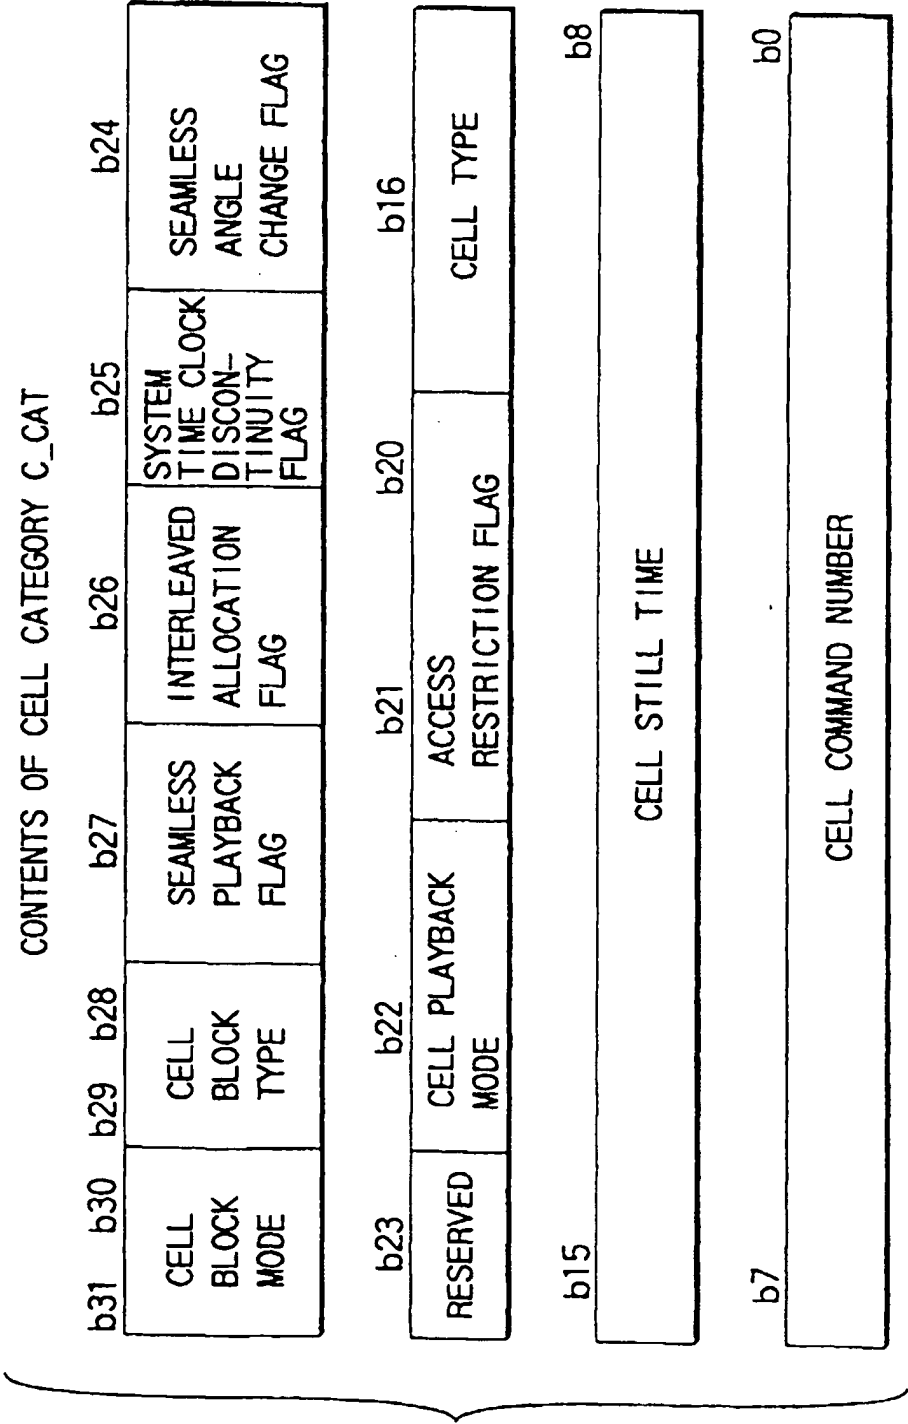 CONTENTS OF CELL CATEGORY C_CAT
b31 b30 b29 b28 b27 b26 b25 b24
CELL
BLOCK
MODE
CELL
BLOCK
TYPE
SEAMLESS
PLAYBACK
FLAG
INTERLEAVED
ALLOCATION
FLAG
SYSTEM
TIME CLOCK
DISCON-
TINUITY
FLAG
SEAMLESS
ANGLE
CHANGE FLAG
b23 b22 b21 b20 b16
RESERVED
CELL PLAYBACK
MODE
ACCESS
RESTRICTION FLAG
CELL TYPE
b15 b8
CELL STILL TIME
b7 b0
CELL COMMAND NUMBER